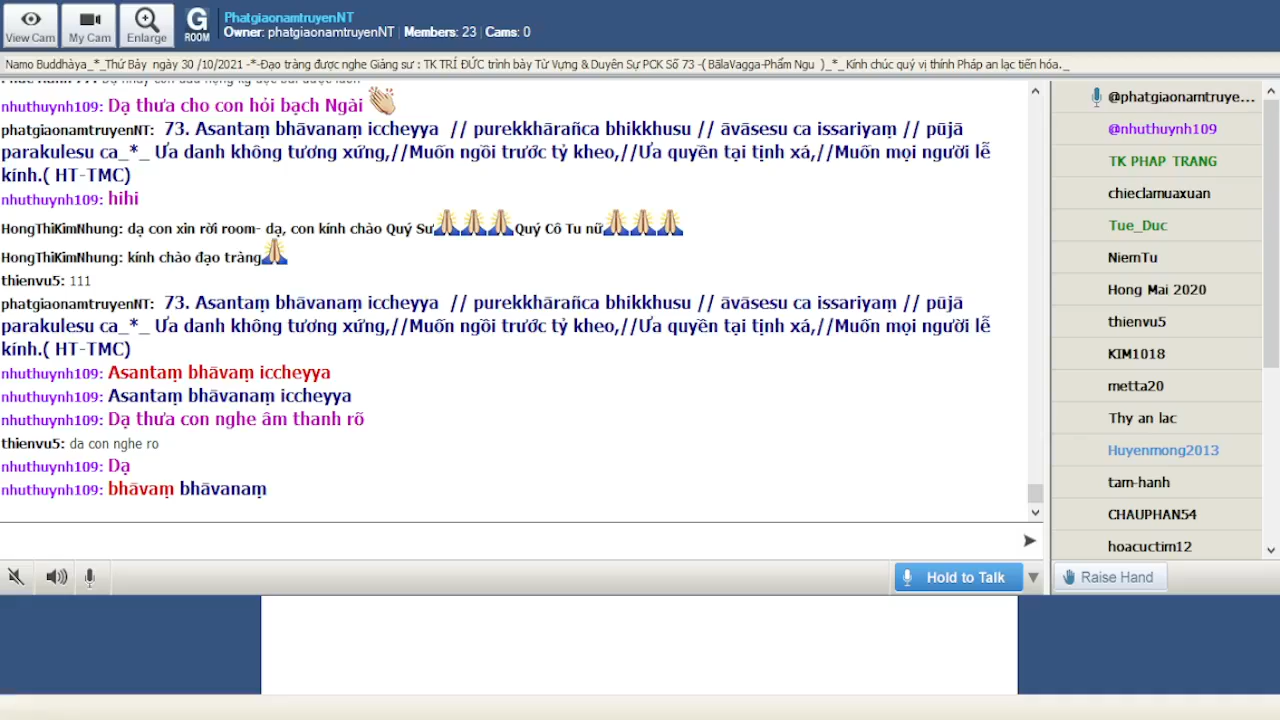 View Cam
My Cam
Enlarge
G ROOM
PhatgiaonamtruyenNT
Owner: phatgiaonamtruyenNT | Members: 23 | Cams: 0
Namo Buddhàya_*_Thứ Bảy ngày 30 /10/2021 -*-Đạo tràng được nghe Giảng sư : TK TRÍ ĐỨC trình bày Từ Vựng & Duyên Sự PCK Số 73 -( BãlaVagga-Phẩm Ngu )_*_ Kính chúc quý vị thính Pháp an lạc tiến hóa._
nhuthuynh109: Dạ thưa cho con hỏi bạch Ngài
phatgiaonamtruyenNT: 73. Asantaṃ bhāvanaṃ iccheyya // purekkhārañca bhikkhusu // āvāsesu ca issariyaṃ // pūjā
parakulesu ca_*_ Ưa danh không tương xứng,//Muốn ngồi trước tỷ kheo,//Ưa quyền tại tịnh xá,//Muốn mọi người lễ
kính.( HT-TMC)
nhuthuynh109: hihi
HongThiKimNhung: dạ con xin rời room- dạ, con kính chào Quý Sư Quý Cô Tu nữ
HongThiKimNhung: kính chào đạo tràng
thienvu5: 111
phatgiaonamtruyenNT: 73. Asantaṃ bhāvanaṃ iccheyya // purekkhārañca bhikkhusu // āvāsesu ca issariyaṃ // pūjā
parakulesu ca_*_ Ưa danh không tương xứng,//Muốn ngồi trước tỷ kheo,//Ưa quyền tại tịnh xá,//Muốn mọi người lễ
kính.( HT-TMC)
nhuthuynh109: Asantaṃ bhāvaṃ iccheyya
nhuthuynh109: Asantaṃ bhāvanaṃ iccheyya
nhuthuynh109: Dạ thưa con nghe âm thanh rõ
thienvu5: da con nghe ro
nhuthuynh109: Dạ
nhuthuynh109: bhāvaṃ bhāvanaṃ
Hold to Talk
@phatgiaonamtruye...
@nhuthuynh109
TK PHAP TRANG
chieclamuaxuan
Tue_Duc
NiemTu
Hong Mai 2020
thienvu5
KIM1018
metta20
Thy an lac
Huyenmong2013
tam-hanh
CHAUPHAN54
hoacuctim12
Raise Hand